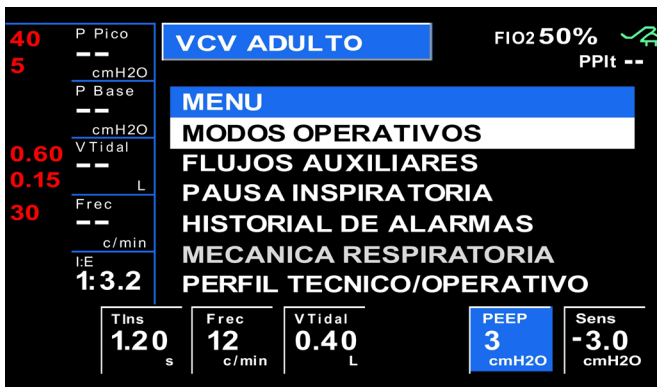 40
5
P Pico
--
cmH2O
VCV ADULTO
FIO2 50%
PPlt --
P Base
--
cmH2O
MENU
MODOS OPERATIVOS
0.60
0.15
VTidal
--
L
FLUJOS AUXILIARES
PAUSA INSPIRATORIA
30
Frec
--
c/min
HISTORIAL DE ALARMAS
MECANICA RESPIRATORIA
I:E
1:3.2
PERFIL TECNICO/OPERATIVO
TIns
1.20
s
Frec
12
c/min
VTidal
0.40
L
PEEP
3
cmH2O
Sens
-3.0
cmH2O